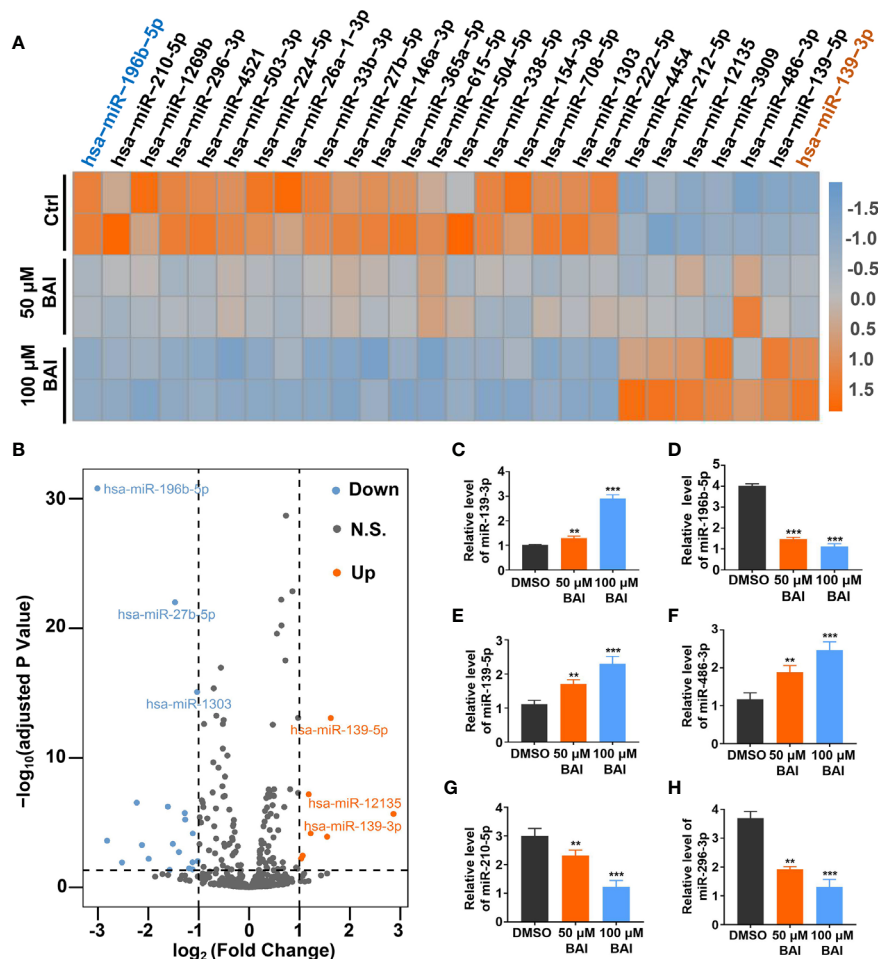 A
hsa-miR-196b-5p
hsa-miR-210-5p
hsa-miR-1269b
hsa-miR-296-3p
hsa-miR-4521
hsa-miR-503-3p
hsa-miR-224-5p
hsa-miR-26a-1-3p
hsa-miR-33b-3p
hsa-miR-27b-5p
hsa-miR-146a-3p
hsa-miR-365a-5p
hsa-miR-615-5p
hsa-miR-504-5p
hsa-miR-338-5p
hsa-miR-154-3p
hsa-miR-708-5p
hsa-miR-1303
hsa-miR-222-5p
hsa-miR-4454
hsa-miR-212-5p
hsa-miR-12135
hsa-miR-3909
hsa-miR-486-3p
hsa-miR-139-5p
hsa-miR-139-3p
Ctrl
50 µM
BAI
100 µM
BAI
-1.5
-1.0
-0.5
0.0
0.5
1.0
1.5
B
hsa-miR-196b-5p
hsa-miR-27b-5p
hsa-miR-1303
hsa-miR-139-5p
hsa-miR-12135
hsa-miR-139-3p
Down
N.S.
Up
−log10(adjusted P Value)
30
20
10
0
-3 -2 -1 0 1 2 3
log2 (Fold Change)
C
Relative level
of miR-139-3p
4
3
2
1
0
**
***
DMSO 50 µM 100 µM
BAI BAI
D
Relative level
of miR-196b-5p
5
4
3
2
1
0
***
***
DMSO 50 µM 100 µM
BAI BAI
E
Relative level
of miR-139-5p
3
2
1
0
**
***
DMSO 50 µM 100 µM
BAI BAI
F
Relative level
of miR-486-3p
3
2
1
0
**
***
DMSO 50 µM 100 µM
BAI BAI
G
Relative level
of miR-210-5p
4
3
2
1
0
**
***
DMSO 50 µM 100 µM
BAI BAI
H
Relative level of
miR-296-3p
4
3
2
1
0
**
***
DMSO 50 µM 100 µM
BAI BAI